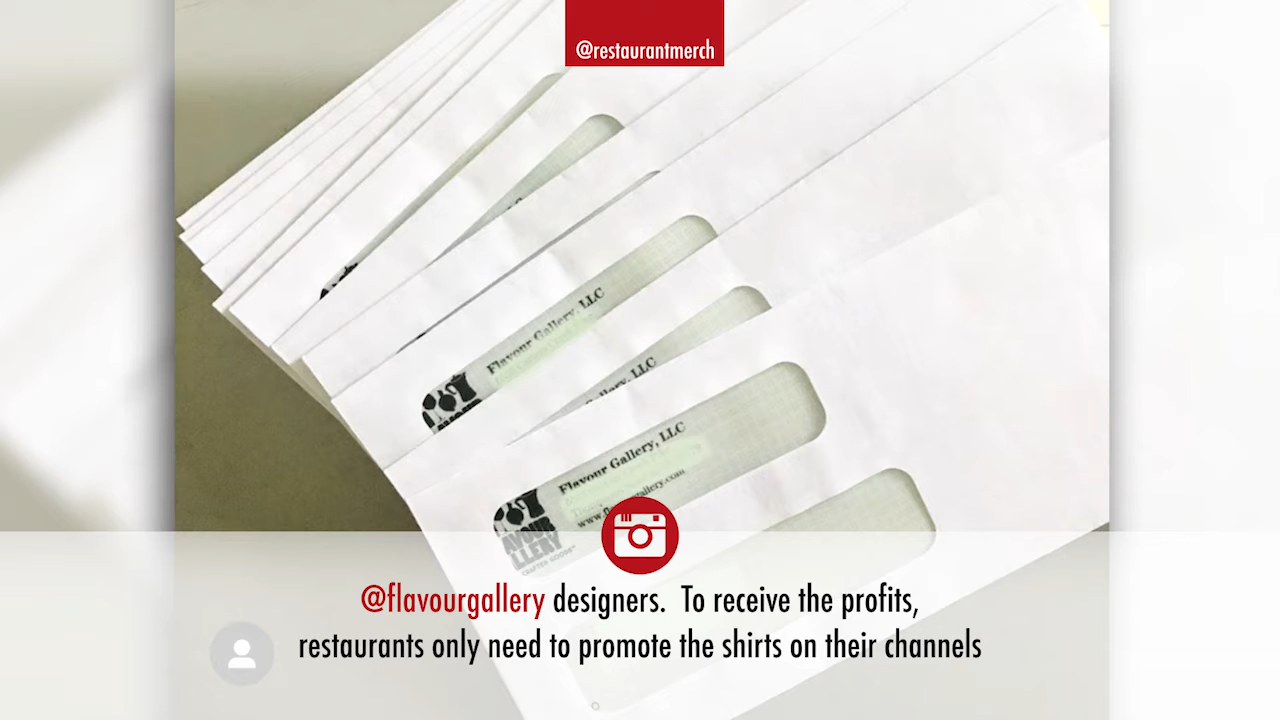 @restaurantmerch
Flavour Gallery, LLC
Gallery, LLC
Flavour Gallery, LLC
@flavourgallery designers. To receive the profits,
restaurants only need to promote the shirts on their channels